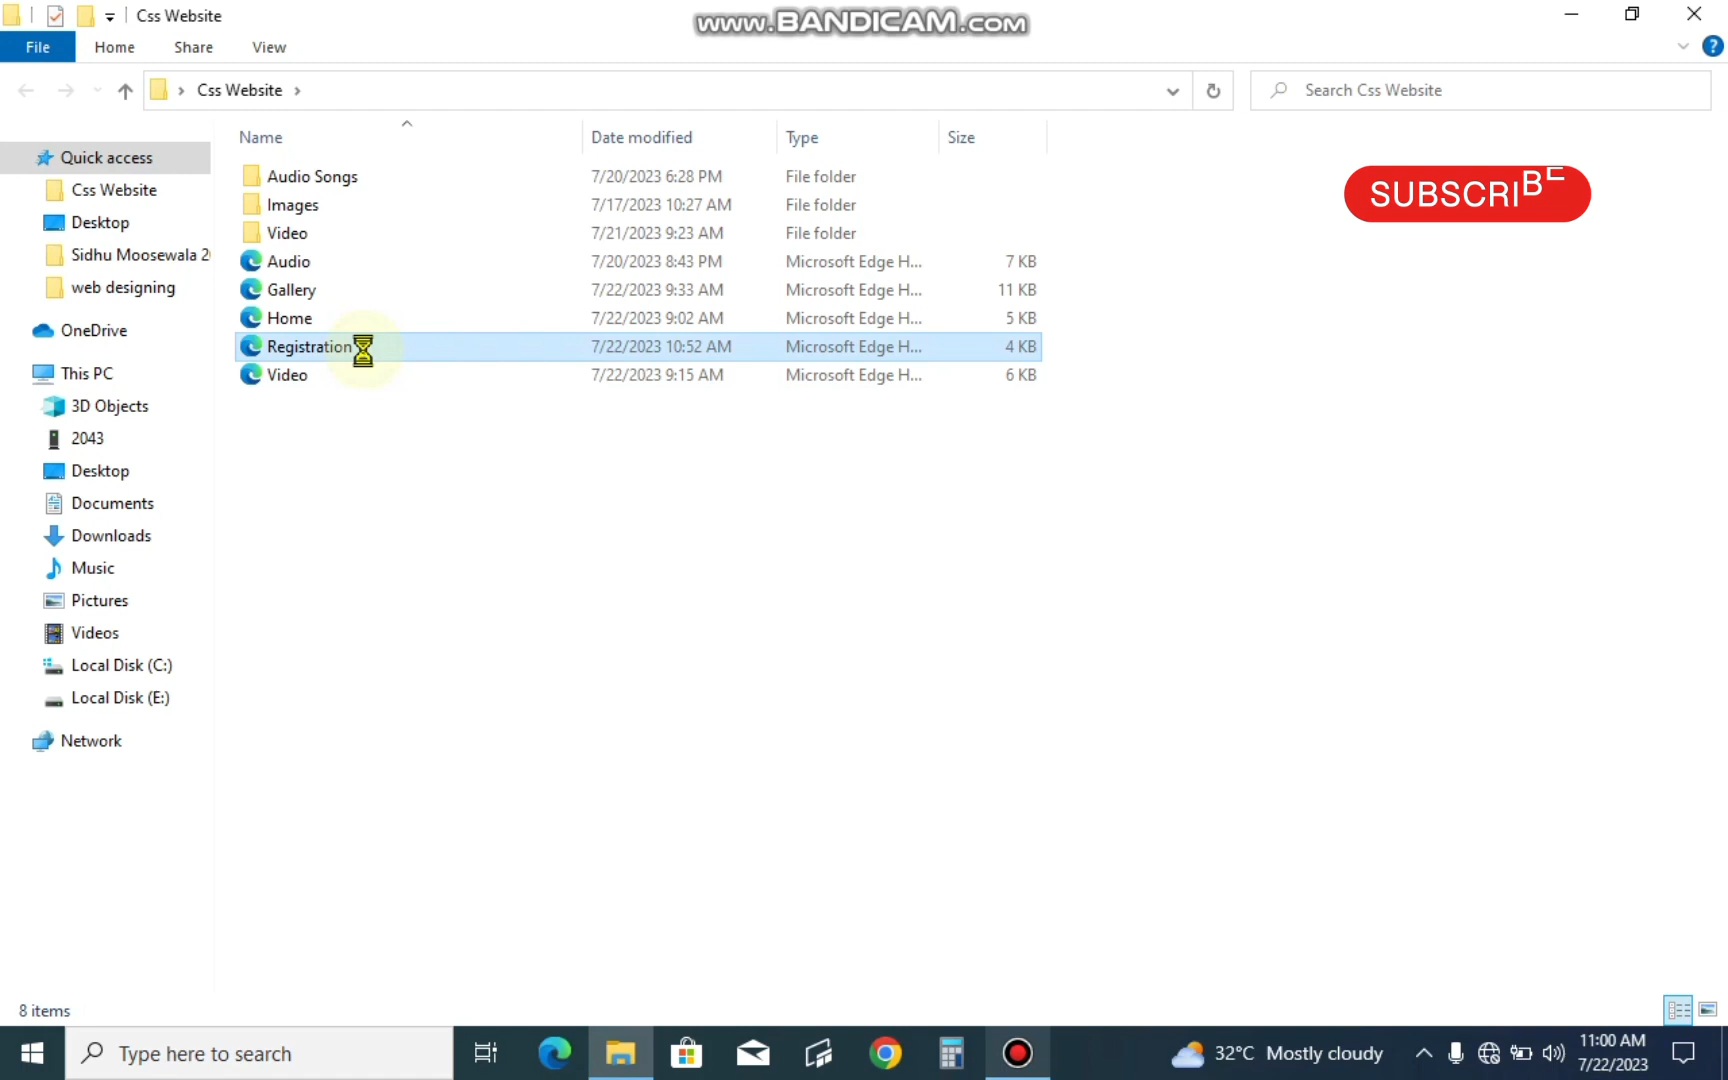 Css Website
www.BANDICAM.com
File Home Share View
Css Website
Search Css Website
Name Date modified Type Size
Quick access
Css Website
Desktop
Sidhu Moosewala 2
web designing
OneDrive
This PC
3D Objects
2043
Desktop
Documents
Downloads
Music
Pictures
Videos
Local Disk (C:)
Local Disk (E:)
Network
Audio Songs 7/20/2023 6:28 PM File folder
Images 7/17/2023 10:27 AM File folder
Video 7/21/2023 9:23 AM File folder
Audio 7/20/2023 8:43 PM Microsoft Edge H... 7 KB
Gallery 7/22/2023 9:33 AM Microsoft Edge H... 11 KB
Home 7/22/2023 9:02 AM Microsoft Edge H... 5 KB
Registration 7/22/2023 10:52 AM Microsoft Edge H... 4 KB
Video 7/22/2023 9:15 AM Microsoft Edge H... 6 KB
SUBSCRIBE
8 items
Type here to search
32°C Mostly cloudy
11:00 AM
7/22/2023